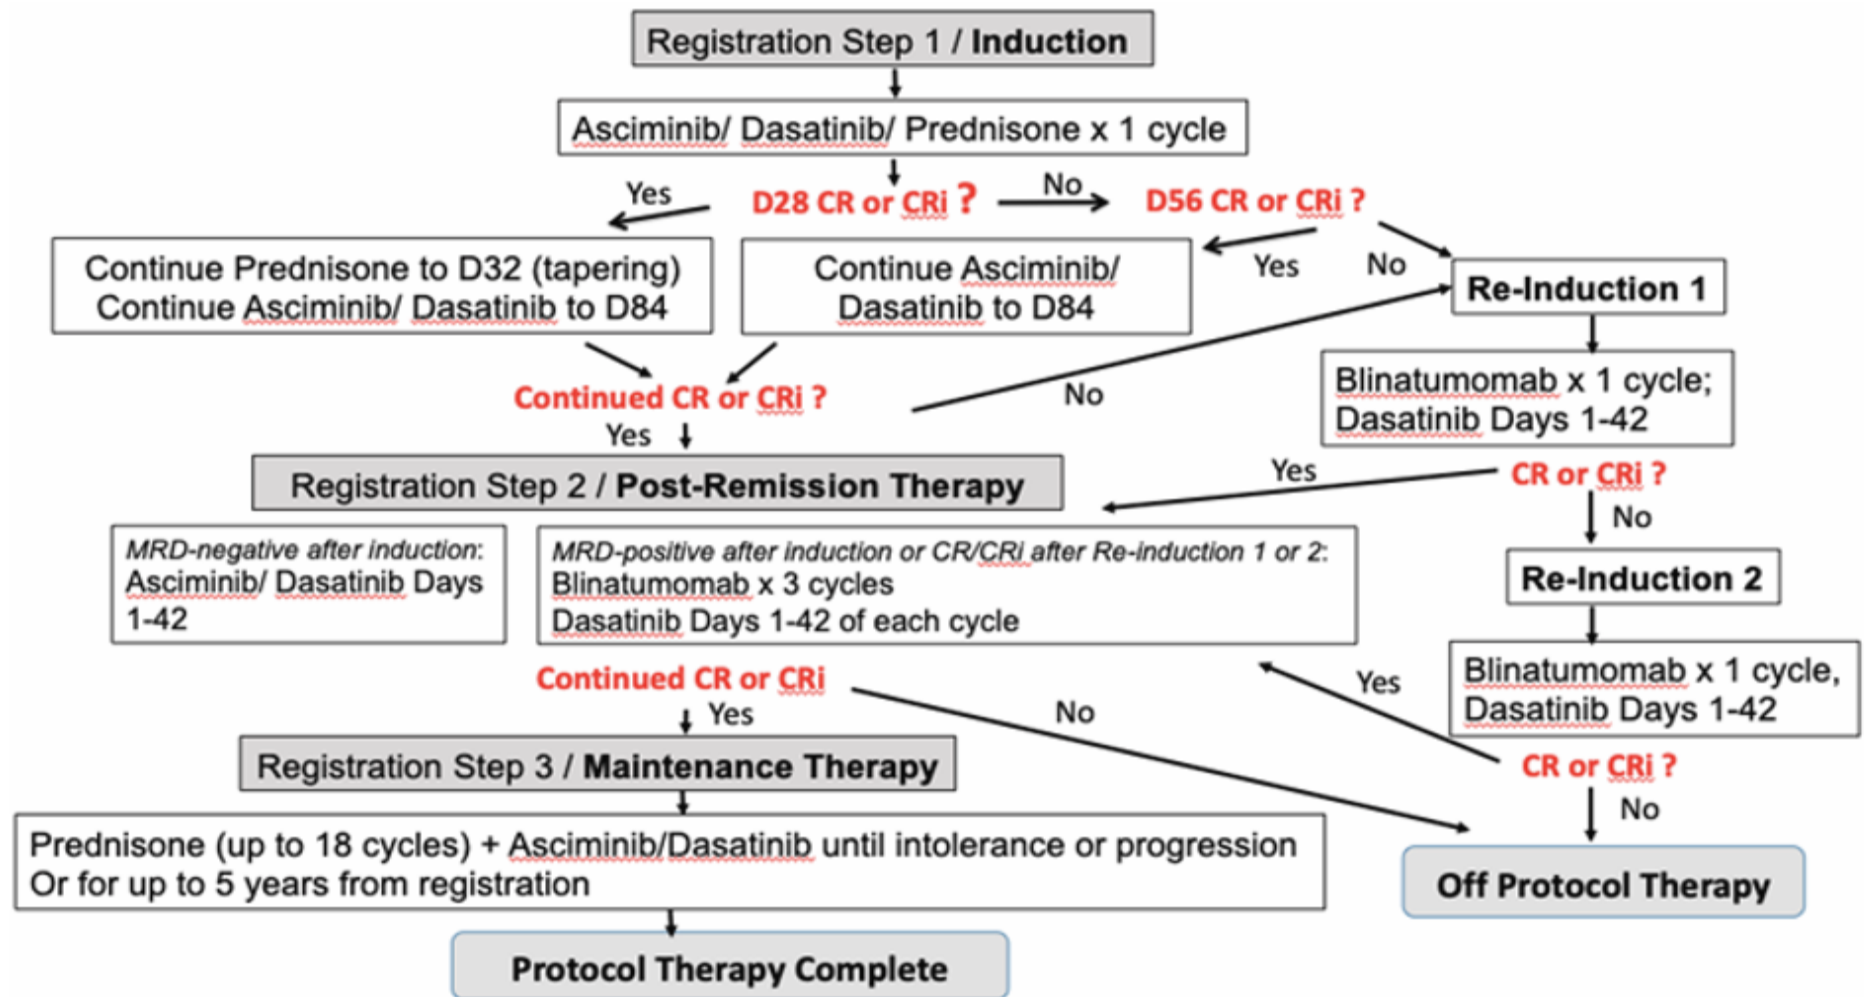 Registration Step 1 / Induction
Asciminib/ Dasatinib/ Prednisone x 1 cycle
Yes
D28 CR or CRi ?
No
D56 CR or CRi ?
Continue Prednisone to D32 (tapering)
Continue Asciminib/ Dasatinib to D84
Continue Asciminib/
Dasatinib to D84
Yes
No
Re-Induction 1
Blinatumomab x 1 cycle;
Dasatinib Days 1-42
Continued CR or CRi ?
No
Yes
Registration Step 2 / Post-Remission Therapy
Yes
CR or CRi ?
No
MRD-negative after induction:
Asciminib/ Dasatinib Days
1-42
MRD-positive after induction or CR/CRi after Re-induction 1 or 2:
Blinatumomab x 3 cycles
Dasatinib Days 1-42 of each cycle
Re-Induction 2
Blinatumomab x 1 cycle,
Dasatinib Days 1-42
Continued CR or CRi
Yes
No
Yes
CR or CRi ?
No
Registration Step 3 / Maintenance Therapy
Prednisone (up to 18 cycles) + Asciminib/Dasatinib until intolerance or progression
Or for up to 5 years from registration
Off Protocol Therapy
Protocol Therapy Complete